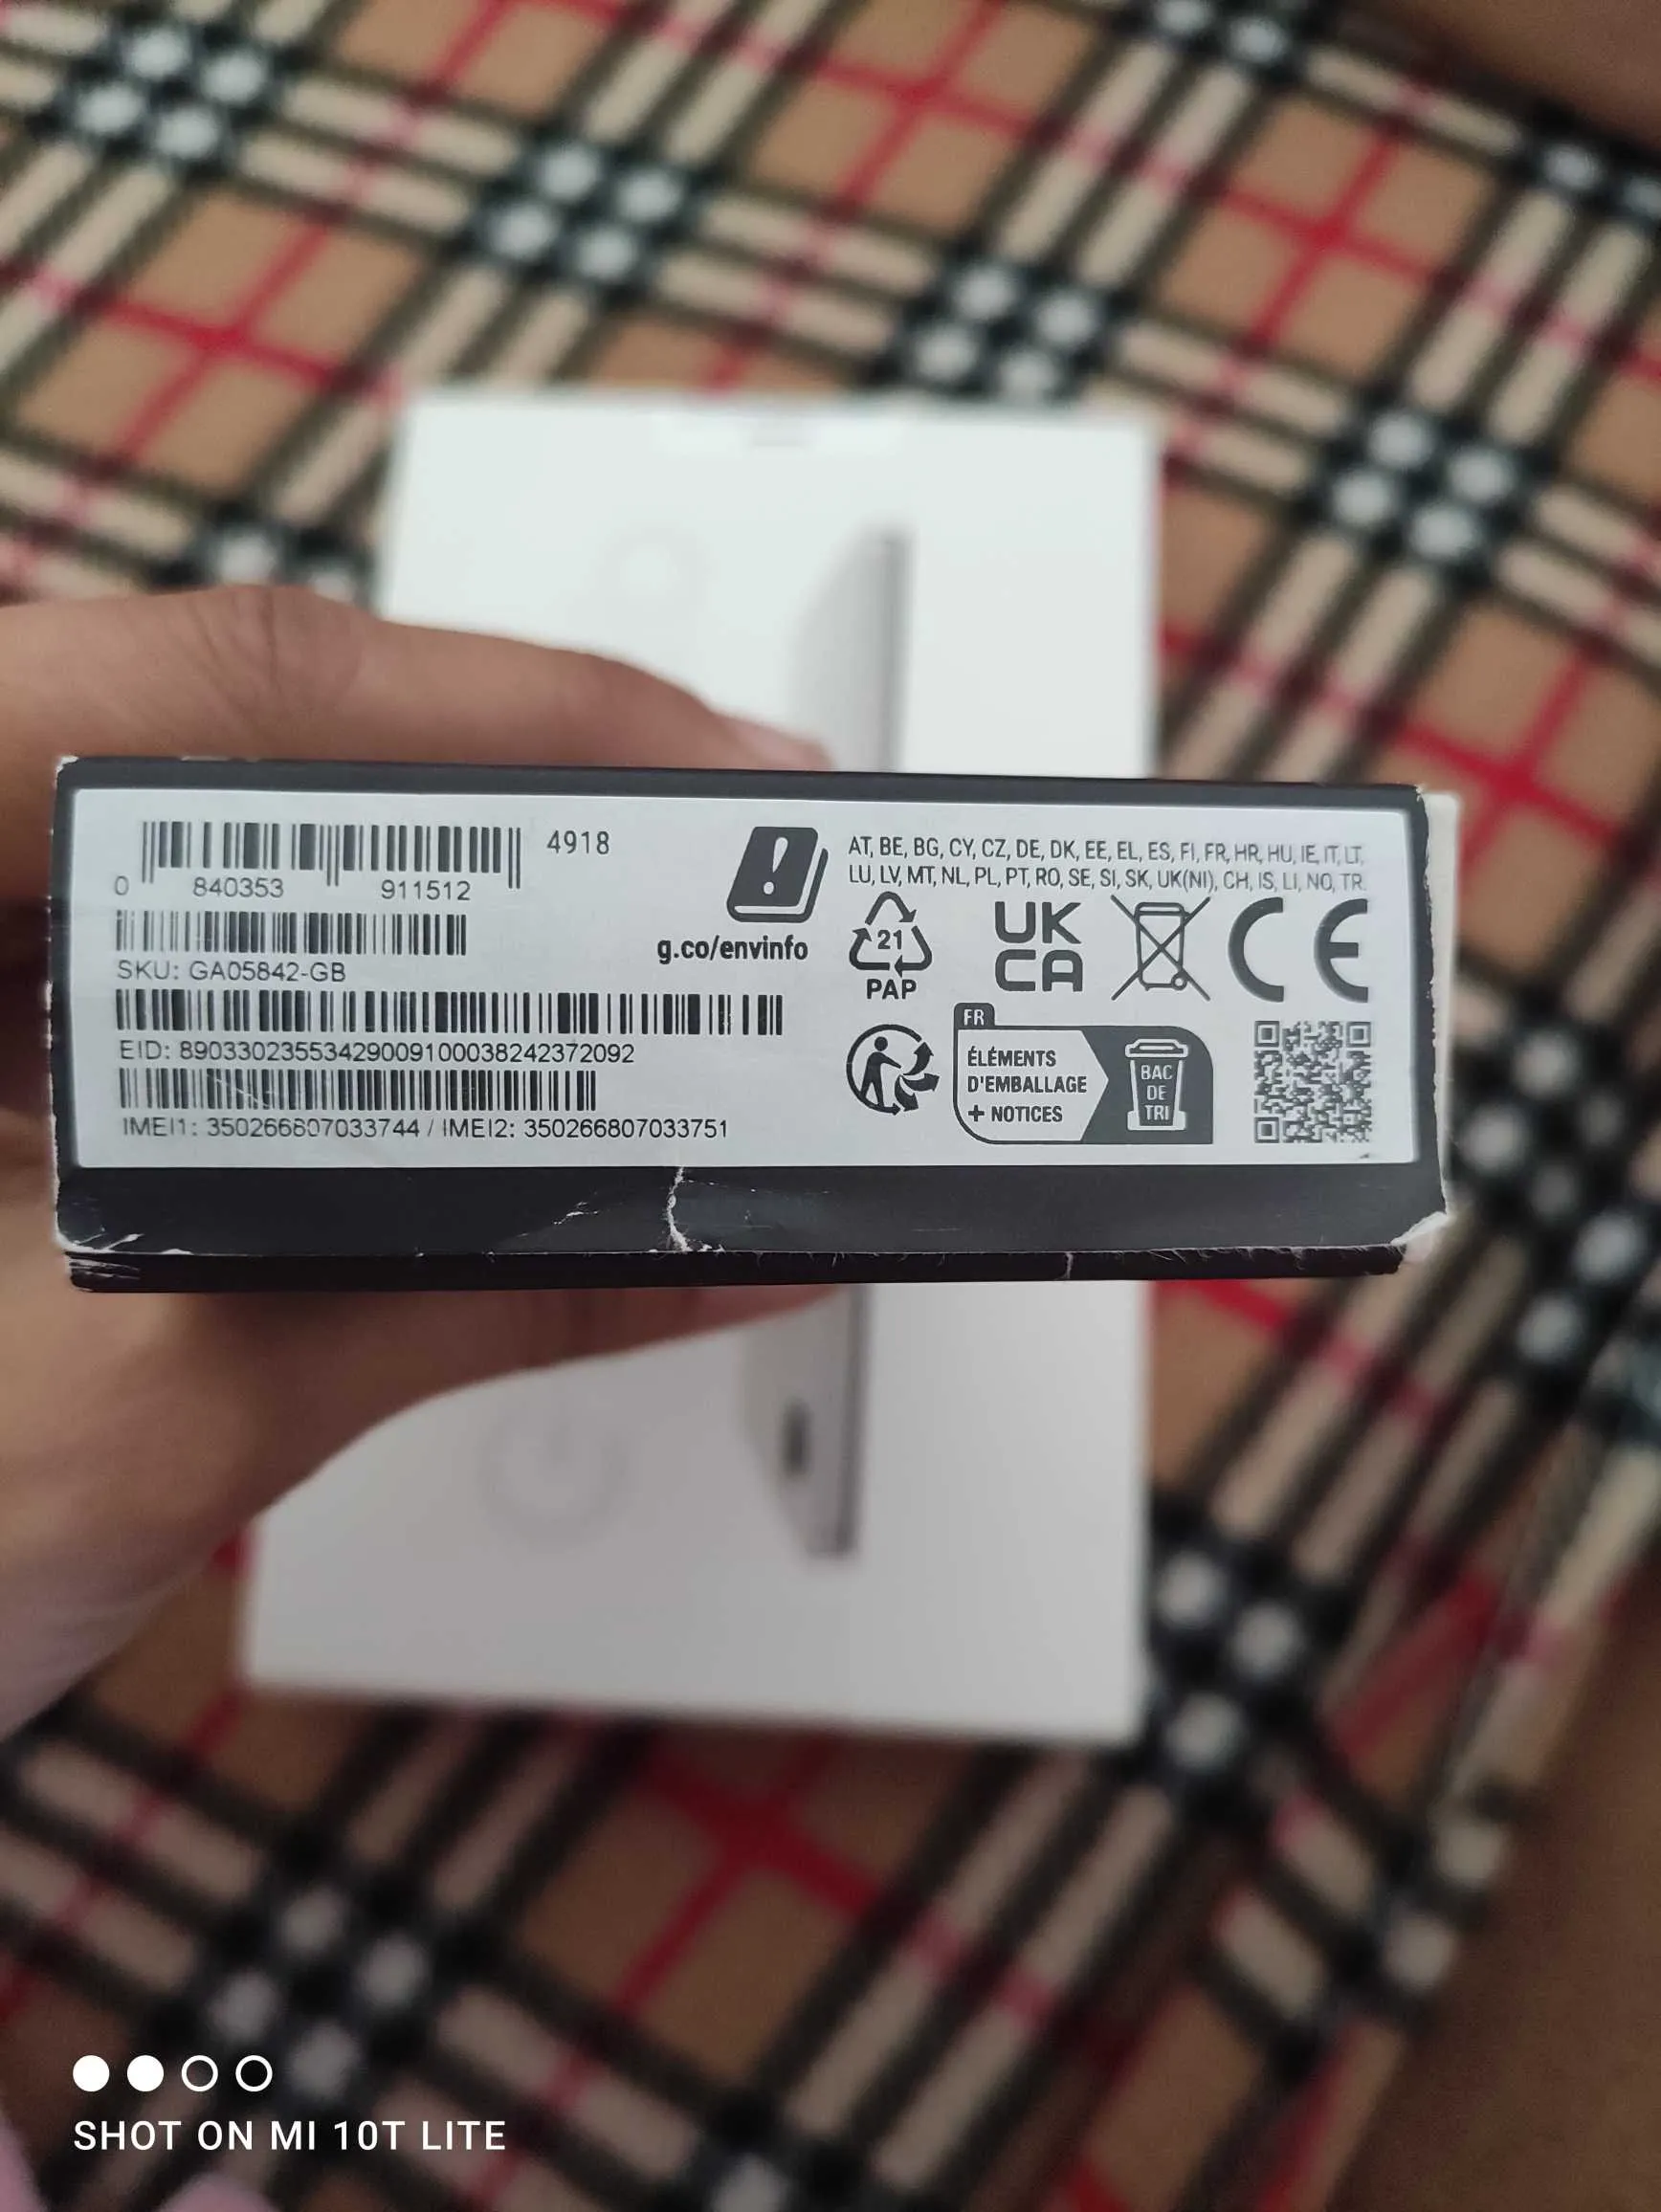 4918
0 840353 911512
SKU: GA05842-GB
EID: 89033023553429009100038242372092
IMEI1: 350266807033744 / IMEI2: 350266807033751
g.co/envinfo
AT, BE, BG, CY, CZ, DE, DK, EE, EL, ES, FI, FR, HR, HU, IE, IT, LT,
LU, LV, MT, NL, PL, PT, RO, SE, SI, SK, UK(NI), CH, IS, LI, NO, TR.
21
PAP
UK
CA
CE
FR
ÉLÉMENTS
D'EMBALLAGE
+ NOTICES
BAC
DE
TRI
SHOT ON MI 10T LITE